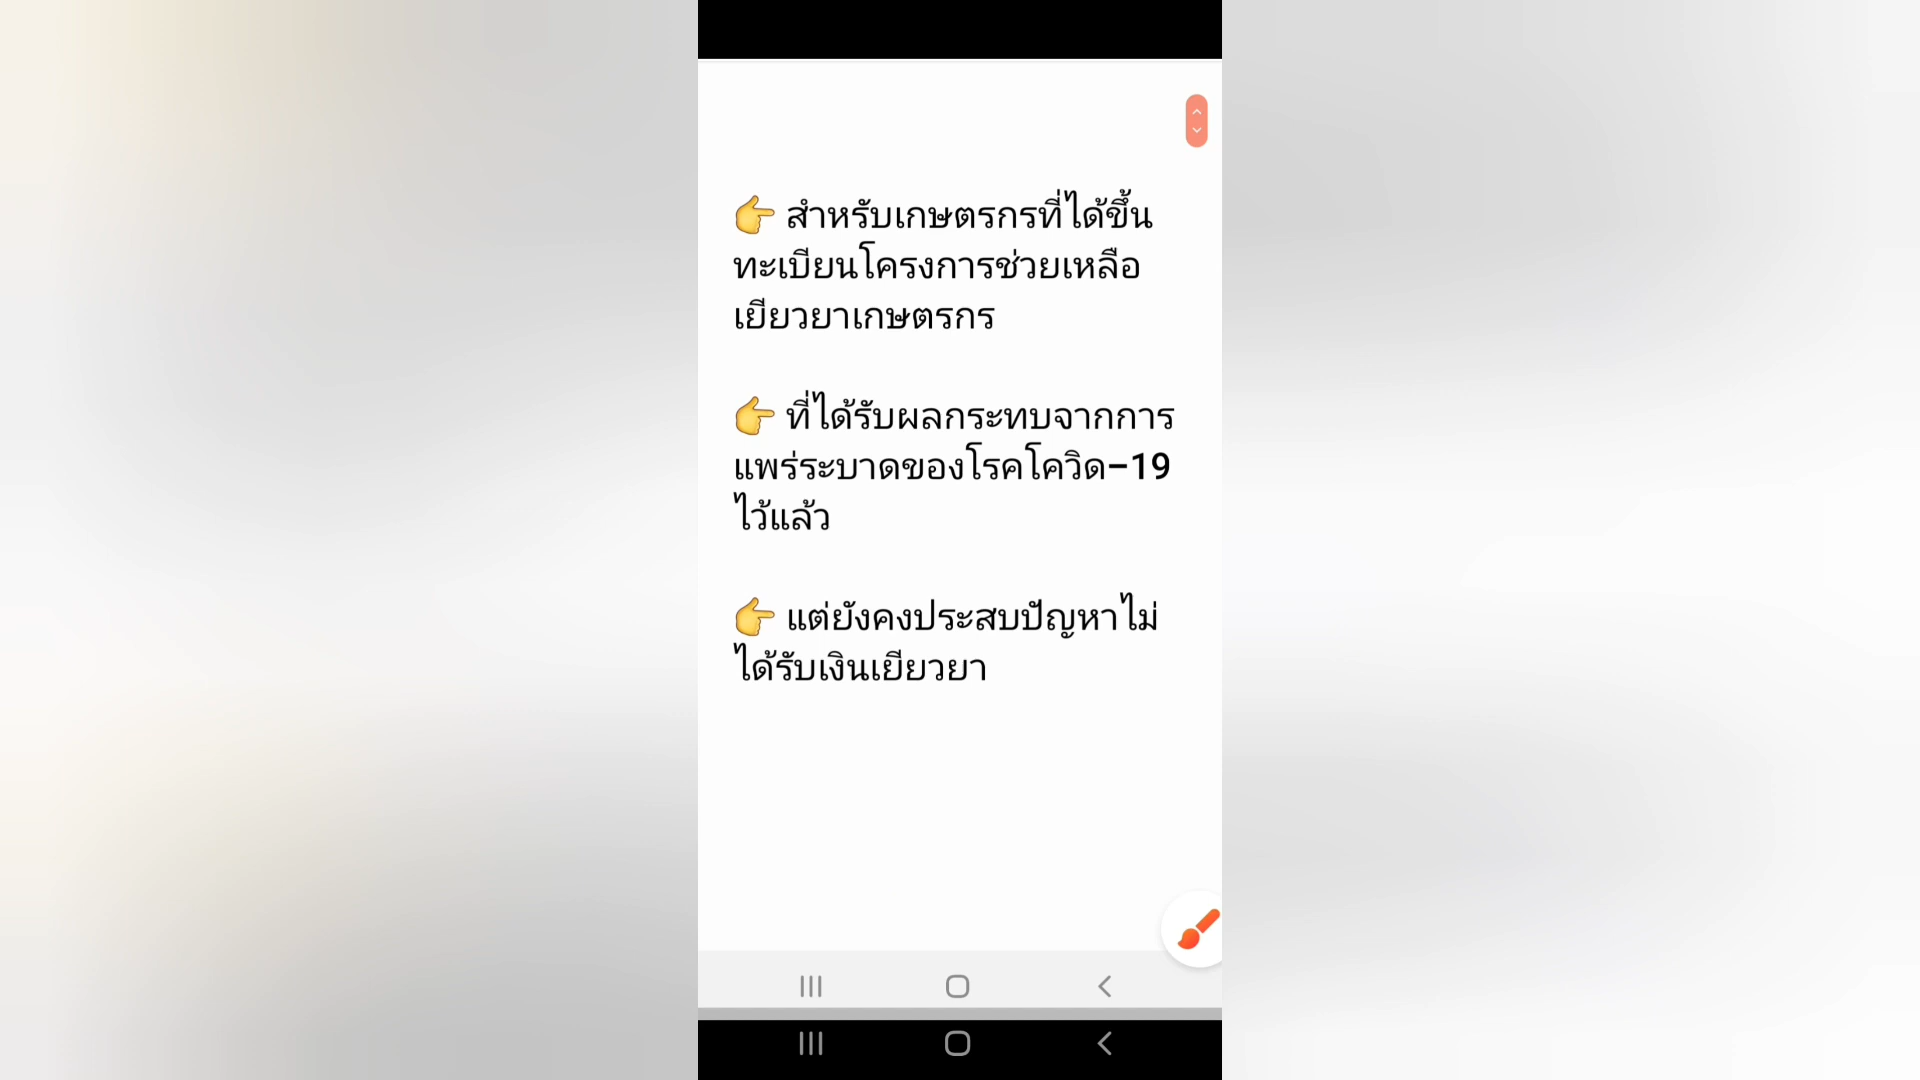 👉 สำหรับเกษตรกรที่ได้ขึ้น
ทะเบียนโครงการช่วยเหลือ
เยียวยาเกษตรกร
👉 ที่ได้รับผลกระทบจากการ
แพร่ระบาดของโรคโควิด–19
ไว้แล้ว
👉 แต่ยังคงประสบปัญหาไม่
ได้รับเงินเยียวยา